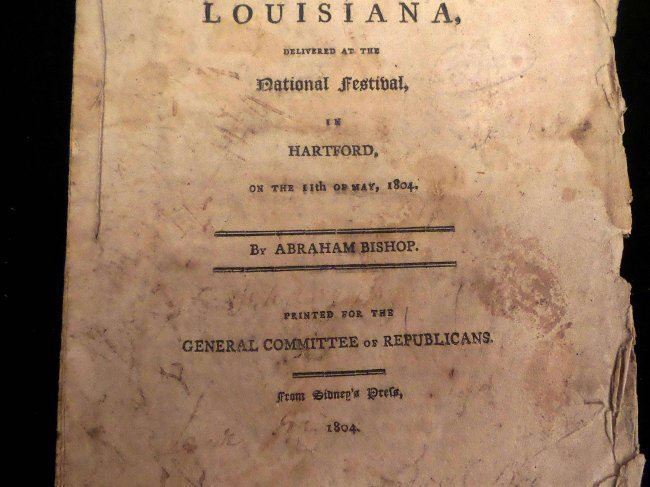 LOUISIANA,
DELIVERED AT THE
National Festival,
IN
HARTFORD,
ON THE 11th OF MAY, 1804.
By ABRAHAM BISHOP.
PRINTED FOR THE
GENERAL COMMITTEE OF REPUBLICANS.
From Sidney's Preſs,
1804.